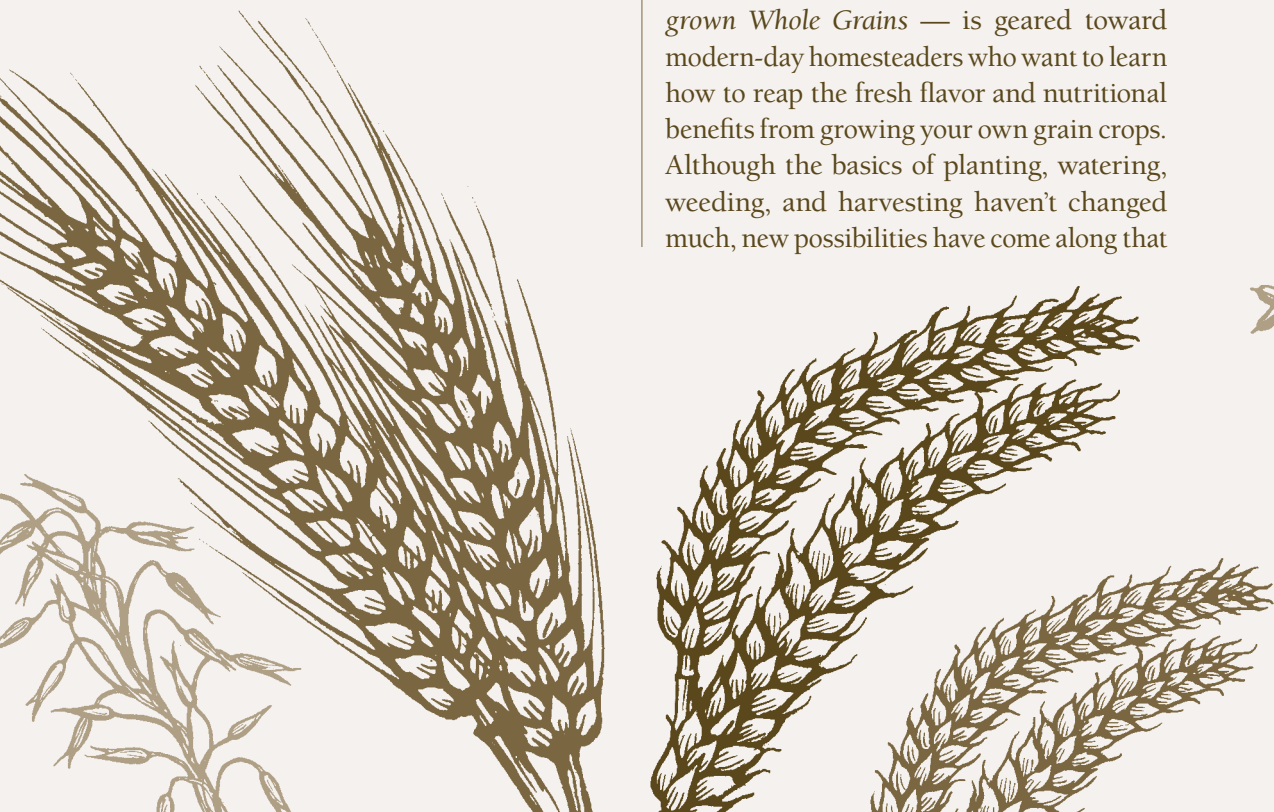 grown Whole Grains — is geared toward
modern-day homesteaders who want to learn
how to reap the fresh flavor and nutritional
benefits from growing your own grain crops.
Although the basics of planting, watering,
weeding, and harvesting haven’t changed
much, new possibilities have come along that